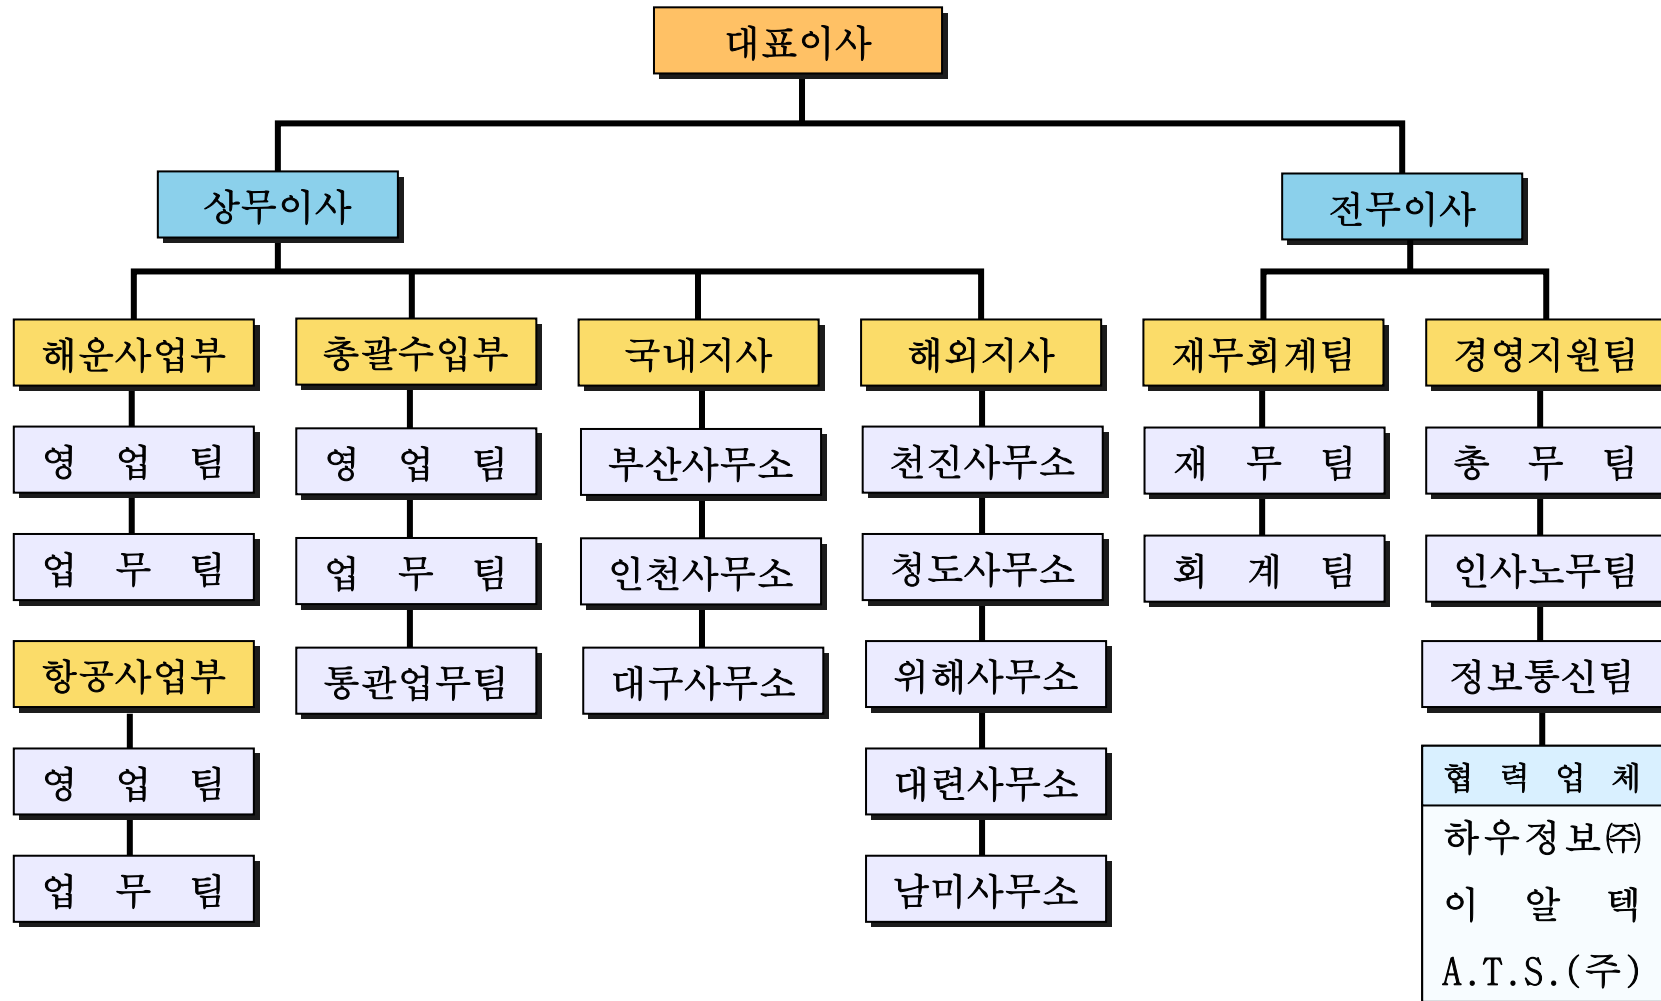 대표이사
상무이사
전무이사
해운사업부
총괄수입부
국내지사
해외지사
재무회계팀
경영지원팀
영 업 팀
영 업 팀
부산사무소
천진사무소
재 무 팀
총 무 팀
업 무 팀
업 무 팀
인천사무소
청도사무소
회 계 팀
인사노무팀
항공사업부
통관업무팀
대구사무소
위해사무소
정보통신팀
영 업 팀
대련사무소
협 력 업 체
하우정보㈜
업 무 팀
남미사무소
이 알 텍
A.T.S.(주)